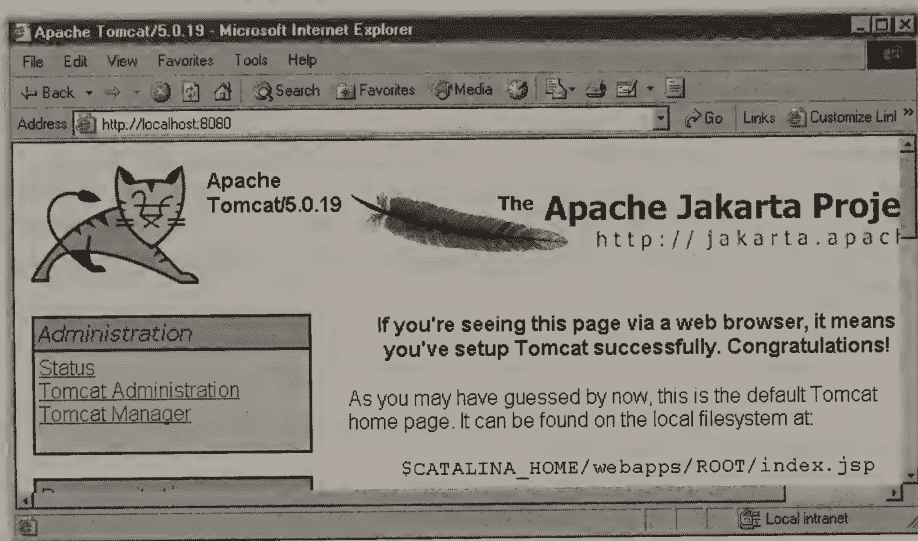 Apache Tomcat/5.0.19 - Microsoft Internet Explorer
File Edit View Favorites Tools Help
Back Search Favorites Media
Address http://localhost:8080 Go Links Customize Linl »
Apache
Tomcat/5.0.19
The Apache Jakarta Proje
http://jakarta.apach
Administration
Status
Tomcat Administration
Tomcat Manager
If you're seeing this page via a web browser, it means
you've setup Tomcat successfully. Congratulations!
As you may have guessed by now, this is the default Tomcat
home page. It can be found on the local filesystem at:
$CATALINA_HOME/webapps/ROOT/index.jsp
Local intranet